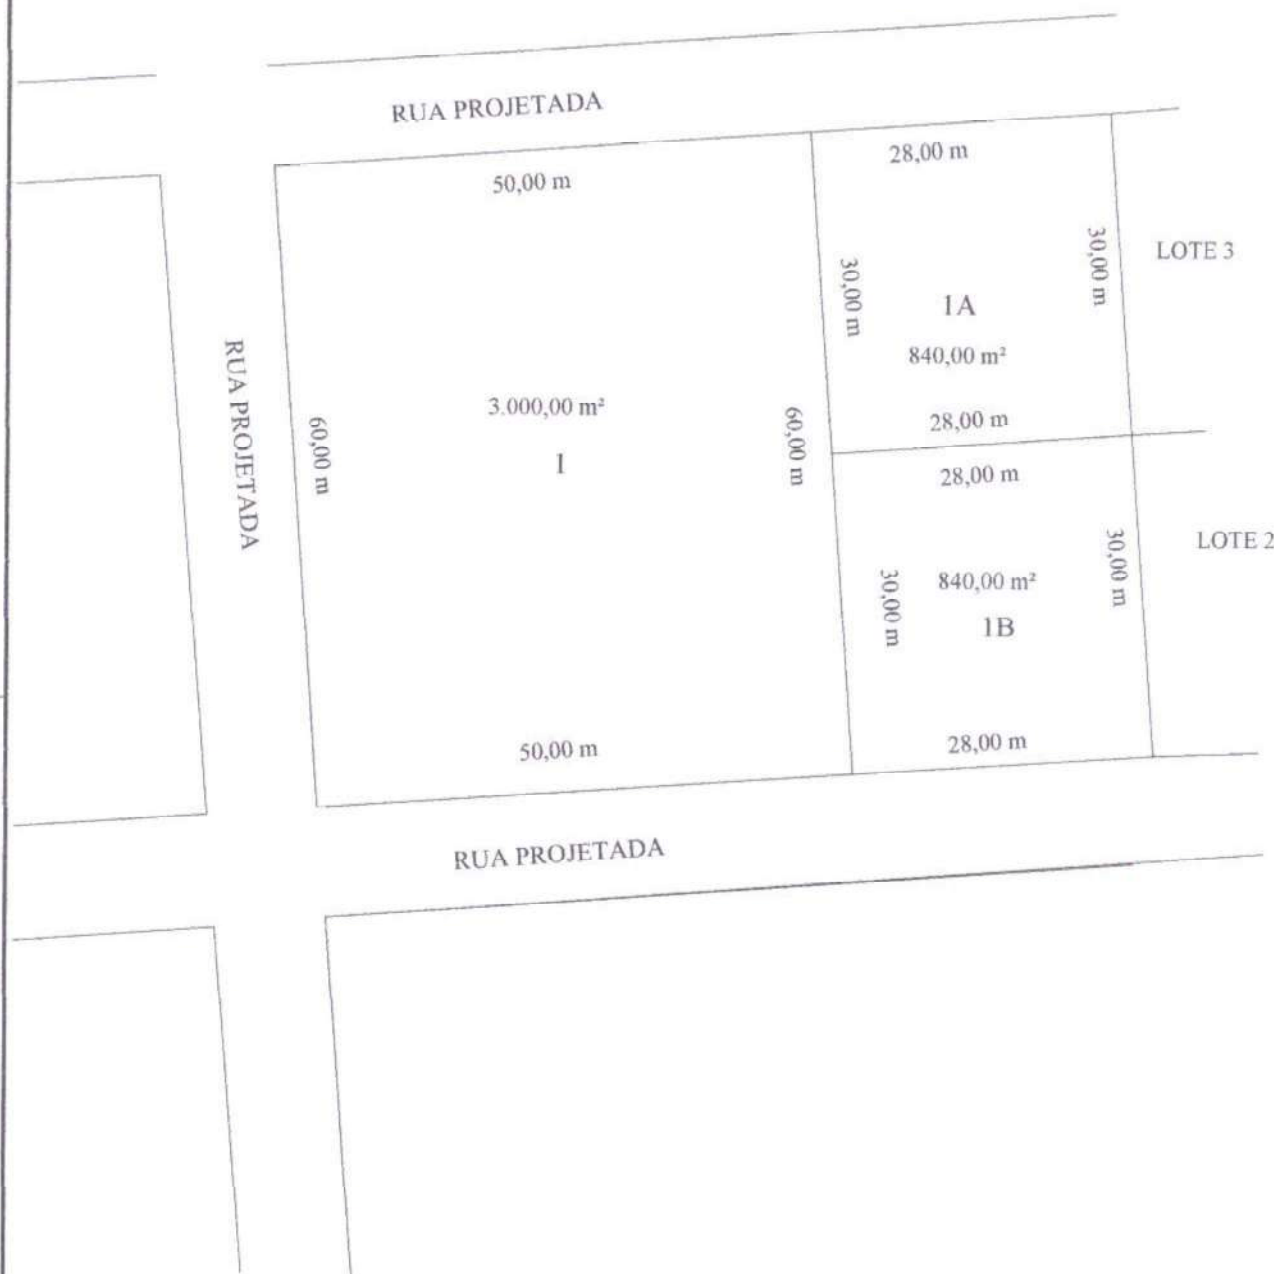 RUA PROJETADA
50,00 m
28,00 m
30,00 m
30,00 m
LOTE 3
1A
840,00 m²
28,00 m
RUA PROJETADA
60,00 m
3.000,00 m²
1
60,00 m
28,00 m
30,00 m
840,00 m²
1B
30,00 m
LOTE 2
50,00 m
28,00 m
RUA PROJETADA